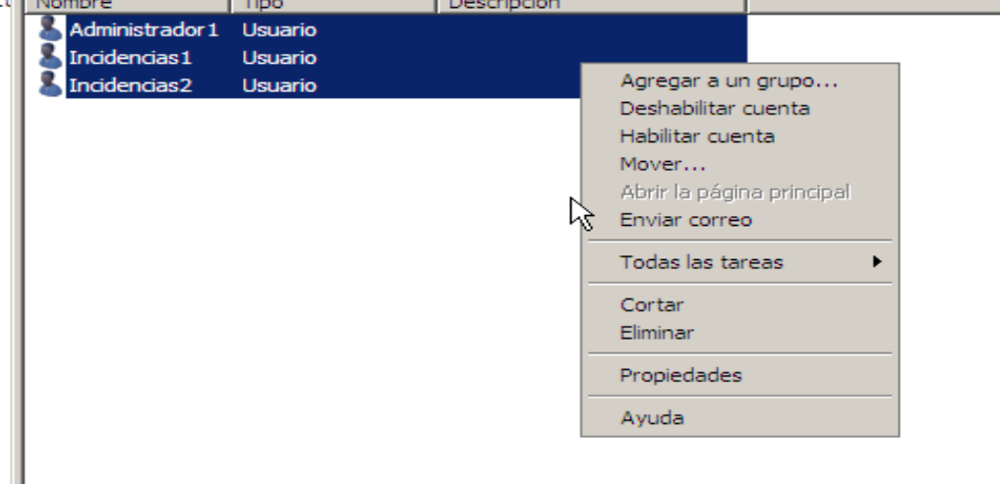 Nombre Tipo Descripción
Administrador1 Usuario
Incidencias1 Usuario
Incidencias2 Usuario
Agregar a un grupo...
Deshabilitar cuenta
Habilitar cuenta
Mover...
Abrir la página principal
Enviar correo
Todas las tareas
Cortar
Eliminar
Propiedades
Ayuda